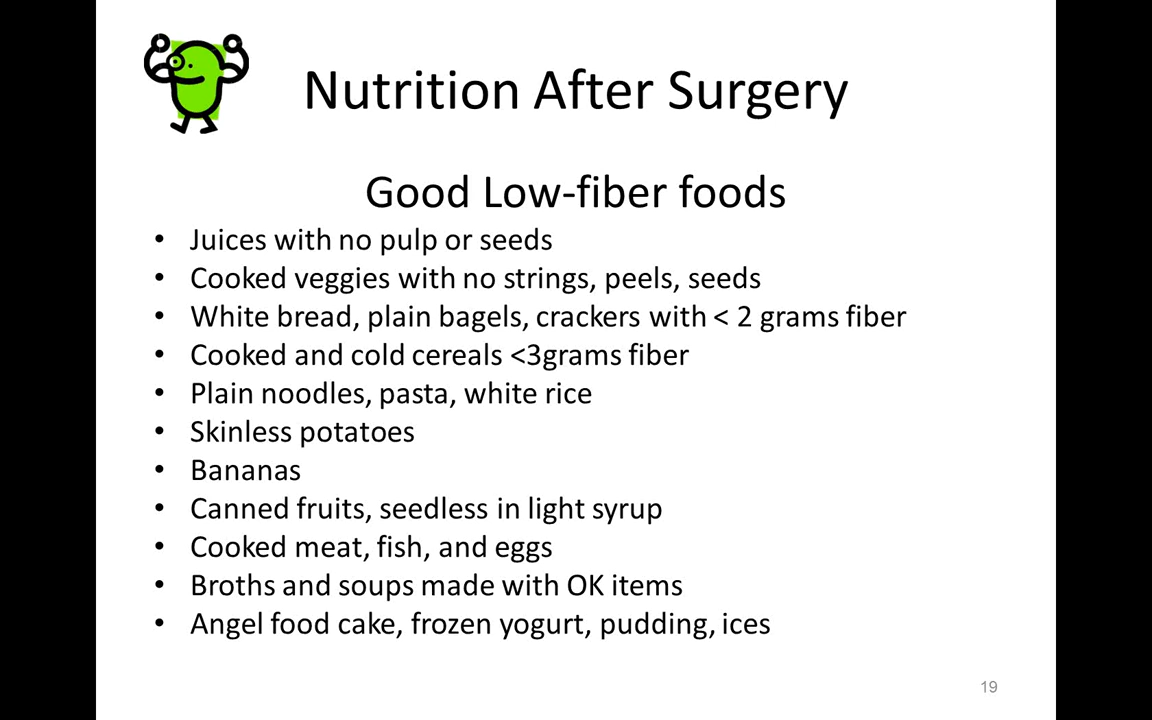 Nutrition After Surgery
Good Low-fiber foods
• Juices with no pulp or seeds
• Cooked veggies with no strings, peels, seeds
• White bread, plain bagels, crackers with < 2 grams fiber
• Cooked and cold cereals <3grams fiber
• Plain noodles, pasta, white rice
• Skinless potatoes
• Bananas
• Canned fruits, seedless in light syrup
• Cooked meat, fish, and eggs
• Broths and soups made with OK items
• Angel food cake, frozen yogurt, pudding, ices
19